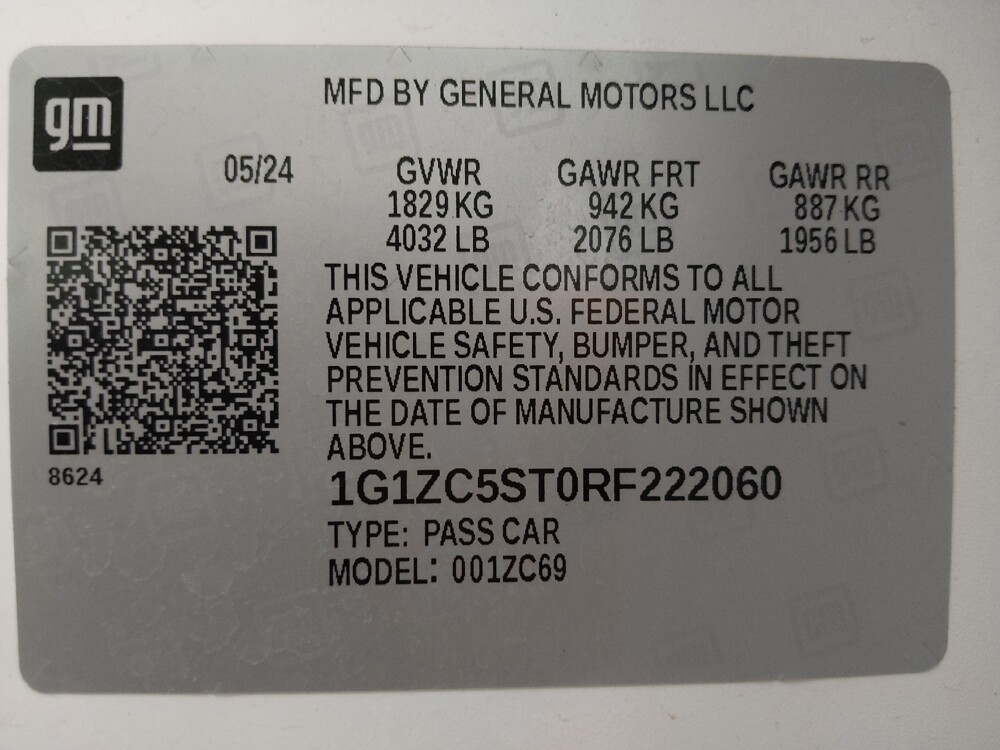 gm
MFD BY GENERAL MOTORS LLC
05/24 GVWR GAWR FRT GAWR RR
1829 KG 942 KG 887 KG
4032 LB 2076 LB 1956 LB
THIS VEHICLE CONFORMS TO ALL
APPLICABLE U.S. FEDERAL MOTOR
VEHICLE SAFETY, BUMPER, AND THEFT
PREVENTION STANDARDS IN EFFECT ON
THE DATE OF MANUFACTURE SHOWN
ABOVE.
8624
1G1ZC5ST0RF222060
TYPE: PASS CAR
MODEL: 001ZC69